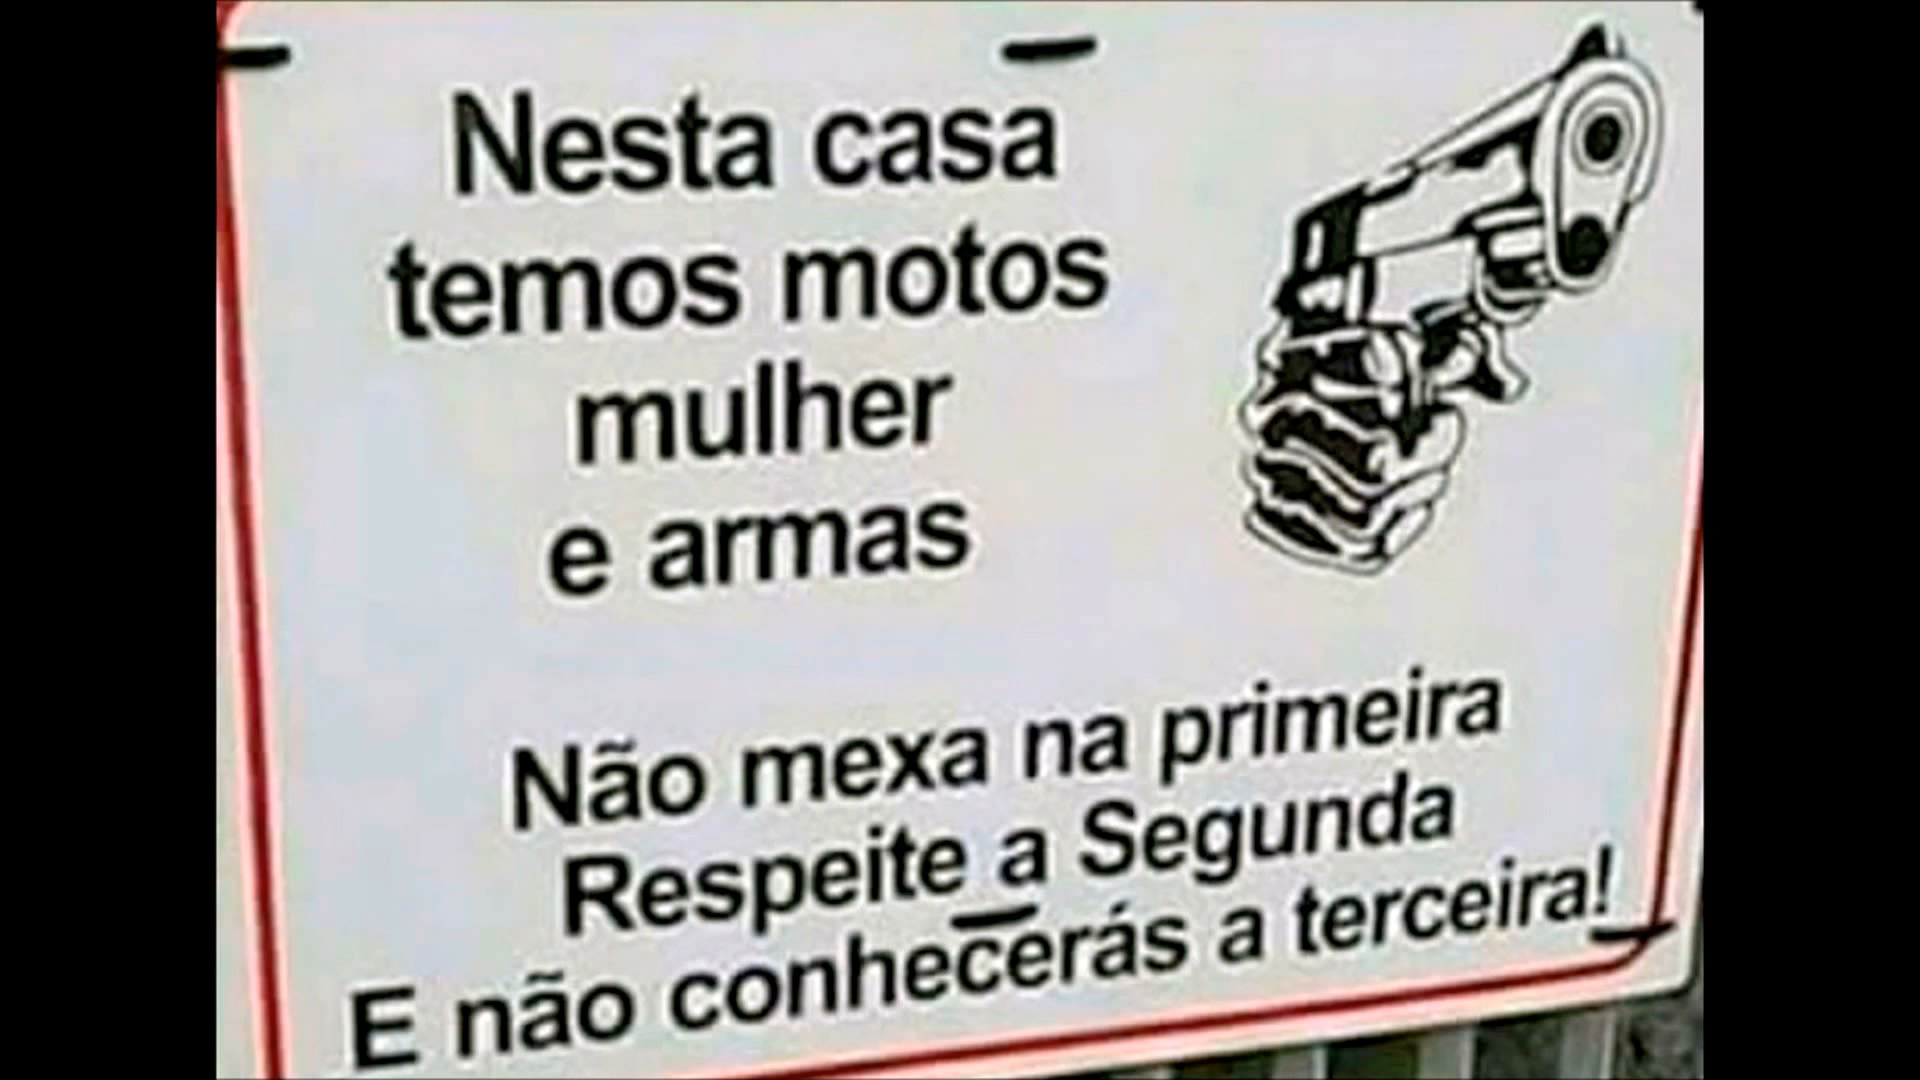 Nesta casa
temos motos
mulher
e armas
Não mexa na primeira
Respeite a Segunda
E não conhecerás a terceira!